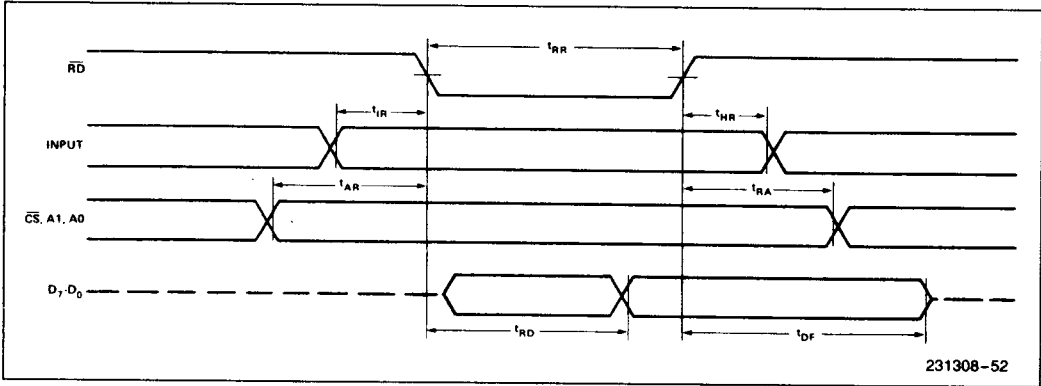 tRR
RD
tIR
tHR
INPUT
tAR
tRA
CS, A1, A0
D7-D0
tRD
tDF
231308-52